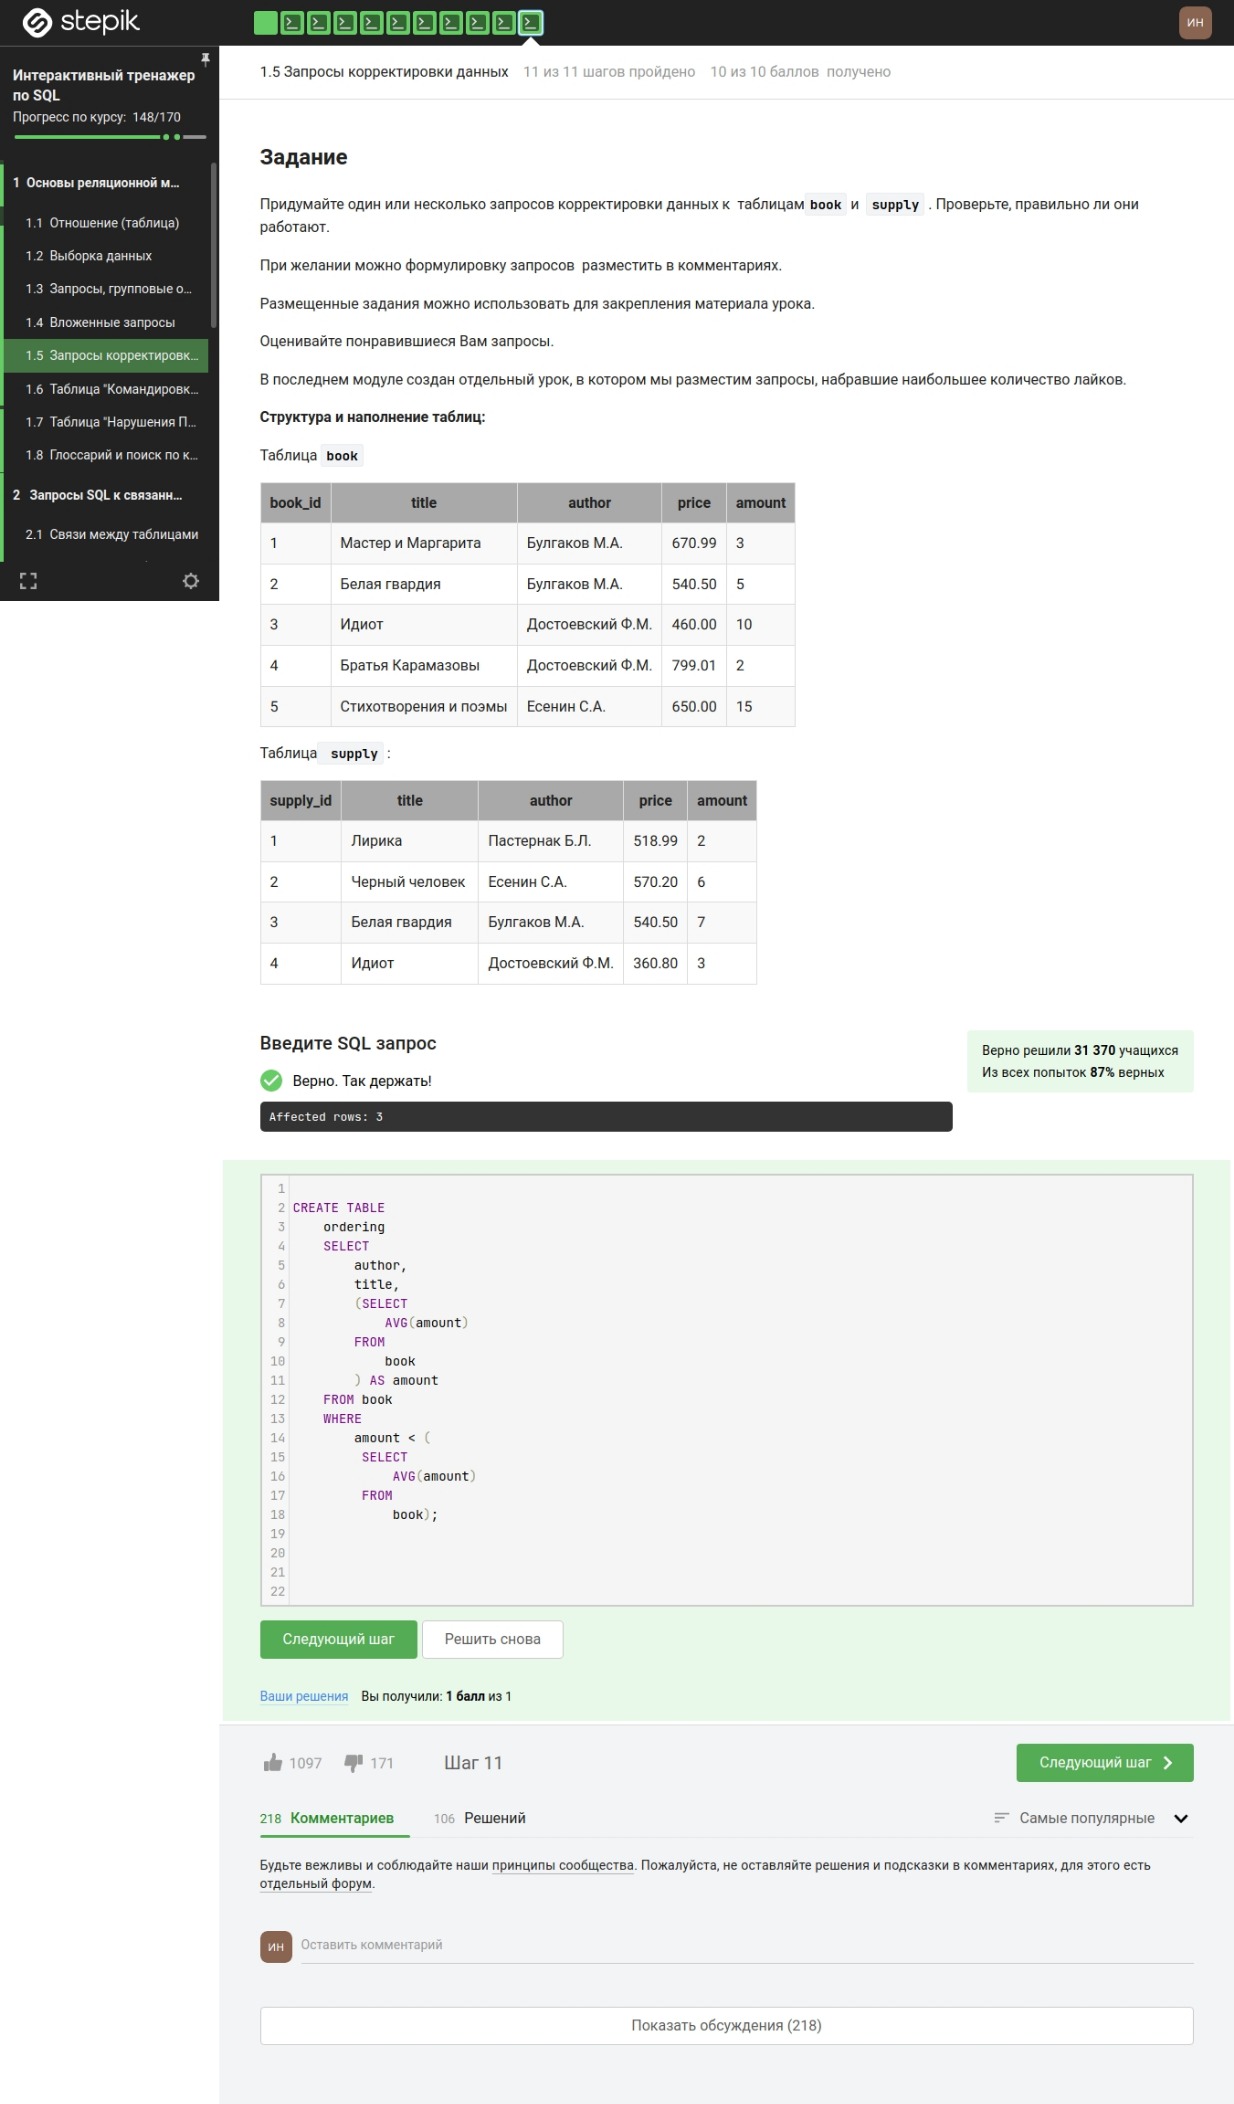 stepik
ИН
Интерактивный тренажер
по SQL
Прогресс по курсу: 148/170
1 Основы реляционной м...
1.1 Отношение (таблица)
1.2 Выборка данных
1.3 Запросы, групповые о...
1.4 Вложенные запросы
1.5 Запросы корректировк...
1.6 Таблица "Командировк...
1.7 Таблица "Нарушения П...
1.8 Глоссарий и поиск по к...
2 Запросы SQL к связанн...
2.1 Связи между таблицами
1.5 Запросы корректировки данных 11 из 11 шагов пройдено 10 из 10 баллов получено
Задание
Придумайте один или несколько запросов корректировки данных к таблицам book и supply . Проверьте, правильно ли они
работают.
При желании можно формулировку запросов разместить в комментариях.
Размещенные задания можно использовать для закрепления материала урока.
Оценивайте понравившиеся Вам запросы.
В последнем модуле создан отдельный урок, в котором мы разместим запросы, набравшие наибольшее количество лайков.
Структура и наполнение таблиц:
Таблица book
book_id title author price amount
1 Мастер и Маргарита Булгаков М.А. 670.99 3
2 Белая гвардия Булгаков М.А. 540.50 5
3 Идиот Достоевский Ф.М. 460.00 10
4 Братья Карамазовы Достоевский Ф.М. 799.01 2
5 Стихотворения и поэмы Есенин С.А. 650.00 15
Таблица supply :
supply_id title author price amount
1 Лирика Пастернак Б.Л. 518.99 2
2 Черный человек Есенин С.А. 570.20 6
3 Белая гвардия Булгаков М.А. 540.50 7
4 Идиот Достоевский Ф.М. 360.80 3
Введите SQL запрос
Верно. Так держать!
Верно решили 31 370 учащихся
Из всех попыток 87% верных
Affected rows: 3
1
2 CREATE TABLE
3 ordering
4 SELECT
5 author,
6 title,
7 (SELECT
8 AVG(amount)
9 FROM
10 book
11 ) AS amount
12 FROM book
13 WHERE
14 amount < (
15 SELECT
16 AVG(amount)
17 FROM
18 book);
19
20
21
22
Следующий шаг Решить снова
Ваши решения Вы получили: 1 балл из 1
1097 171 Шаг 11 Следующий шаг
218 Комментариев 106 Решений Самые популярные
Будьте вежливы и соблюдайте наши принципы сообщества. Пожалуйста, не оставляйте решения и подсказки в комментариях, для этого есть
отдельный форум.
ИН Оставить комментарий
Показать обсуждения (218)